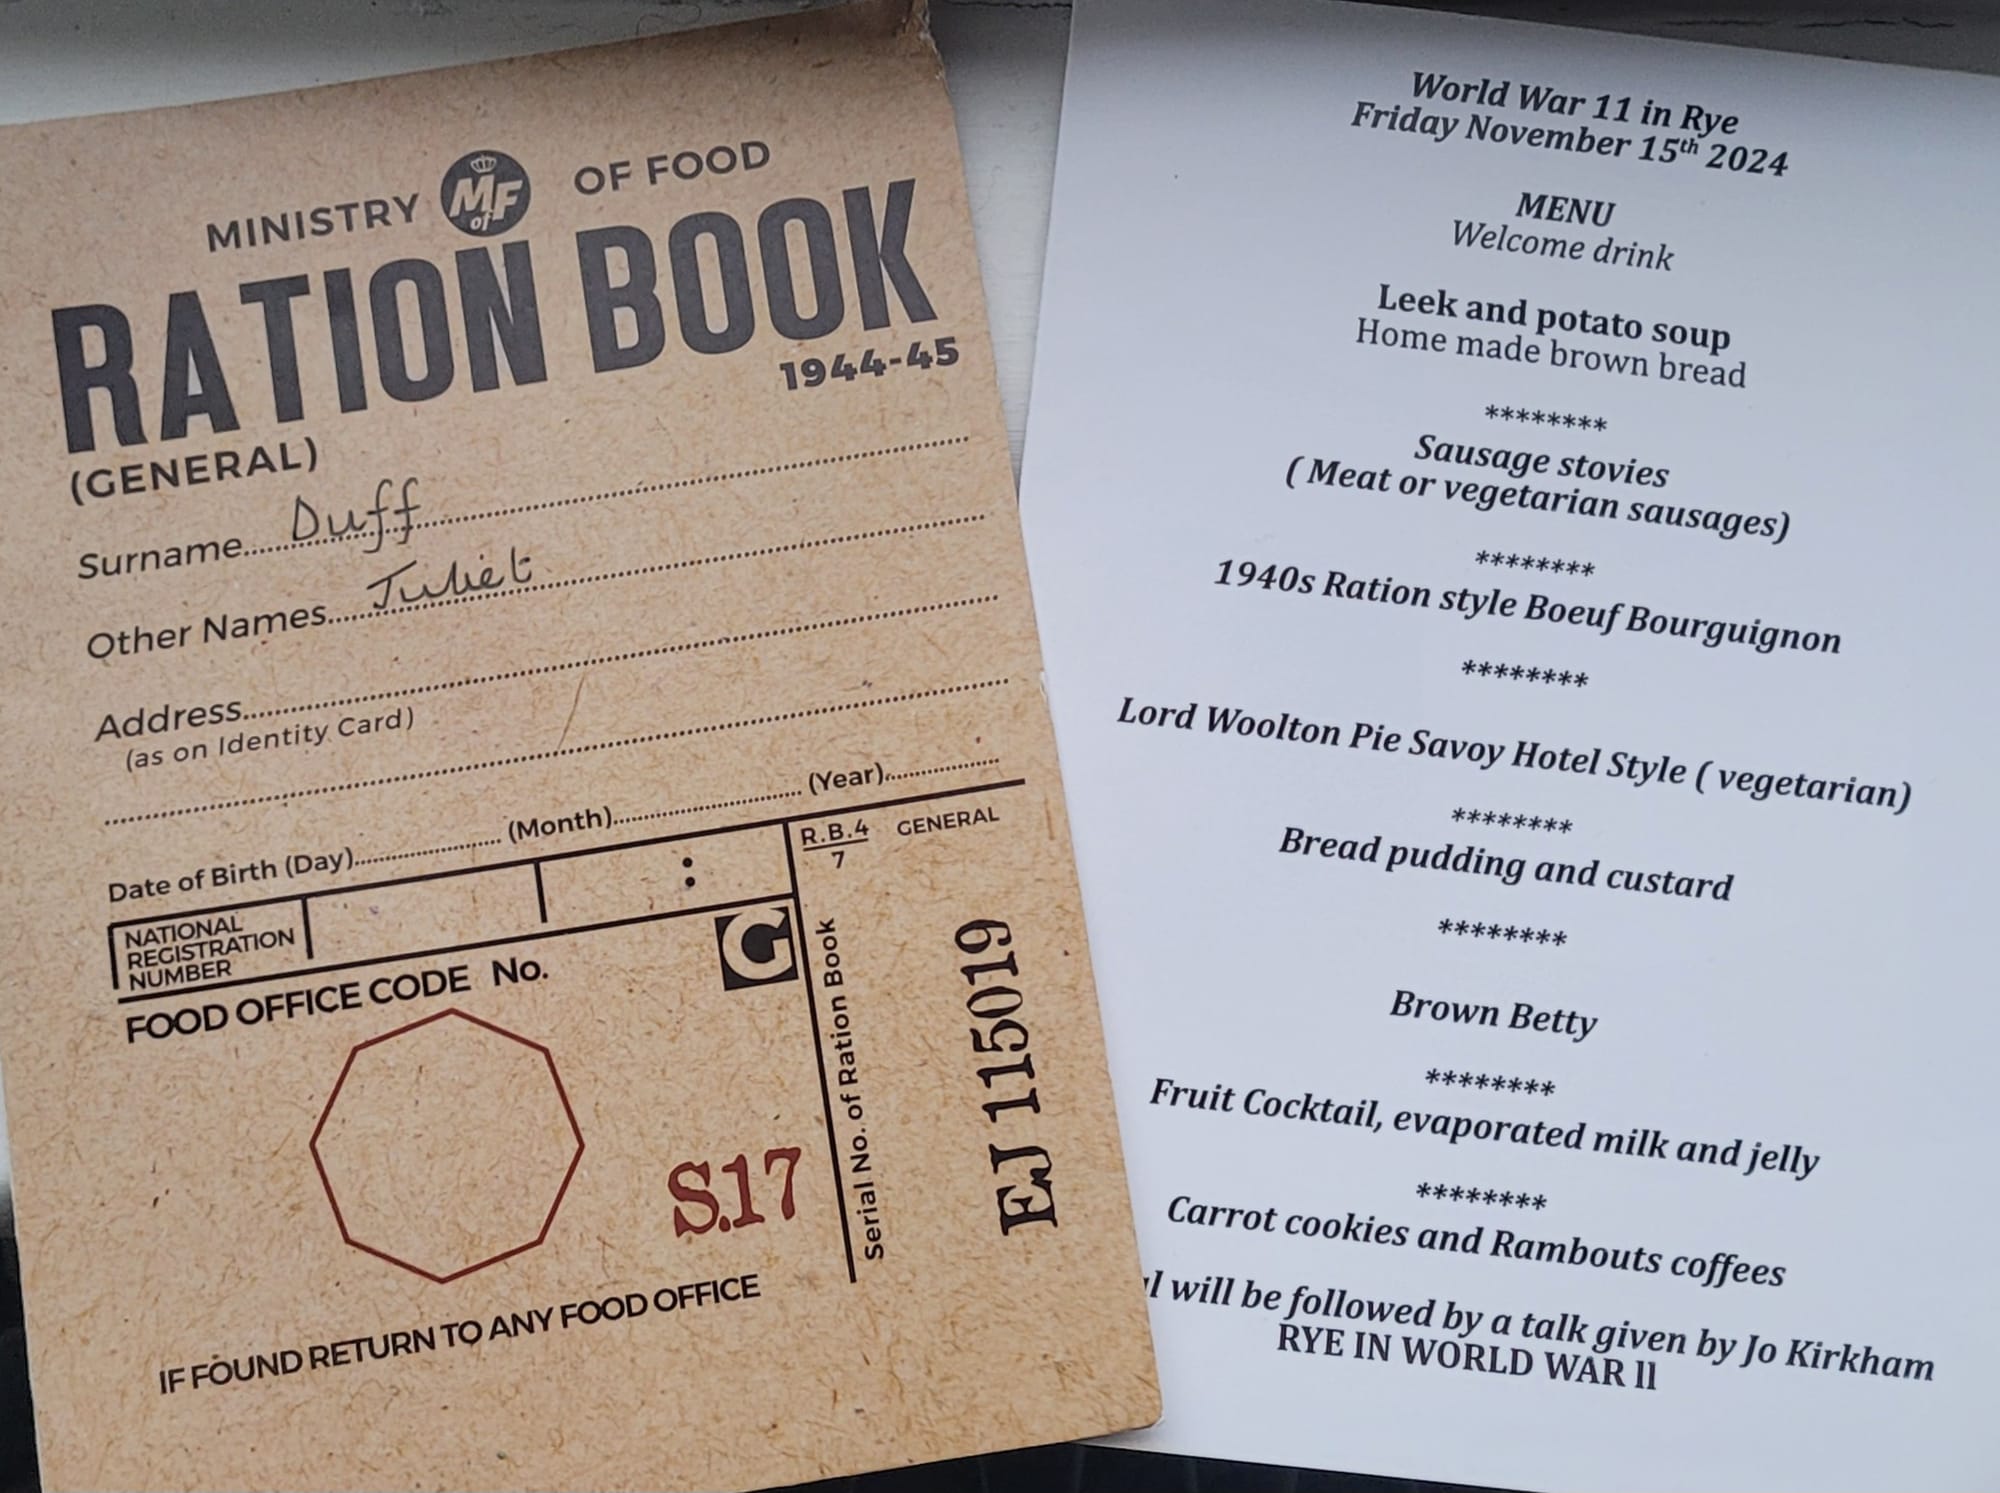 MINISTRY MofF OF FOOD
RATION BOOK
1944-45
(GENERAL)
Surname Duff
Other Names Juliet
Address
(as on Identity Card)
Date of Birth (Day) (Month) (Year)
NATIONAL
REGISTRATION
NUMBER
:
R.B.4
7
GENERAL
FOOD OFFICE CODE No.
G
S.17
Serial No. of Ration Book
EJ 115019
IF FOUND RETURN TO ANY FOOD OFFICE
World War 11 in Rye
Friday November 15th 2024
MENU
Welcome drink
Leek and potato soup
Home made brown bread
********
Sausage stovies
( Meat or vegetarian sausages)
********
1940s Ration style Boeuf Bourguignon
********
Lord Woolton Pie Savoy Hotel Style ( vegetarian)
********
Bread pudding and custard
********
Brown Betty
********
Fruit Cocktail, evaporated milk and jelly
********
Carrot cookies and Rambouts coffees
will be followed by a talk given by Jo Kirkham
RYE IN WORLD WAR ll